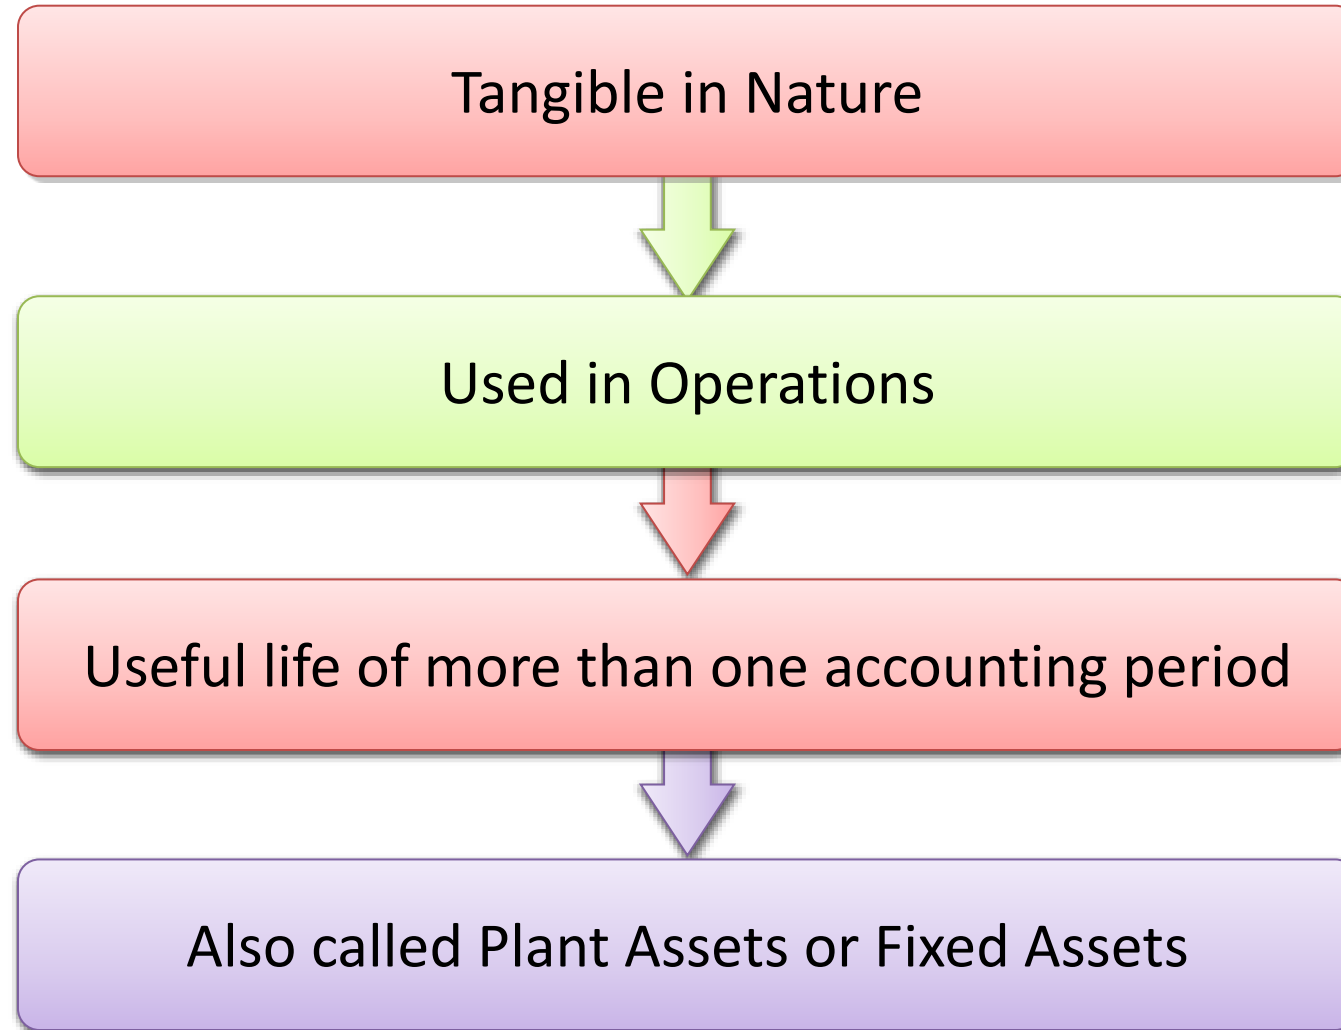 Tangible in Nature
Used in Operations
Useful life of more than one accounting period
Also called Plant Assets or Fixed Assets